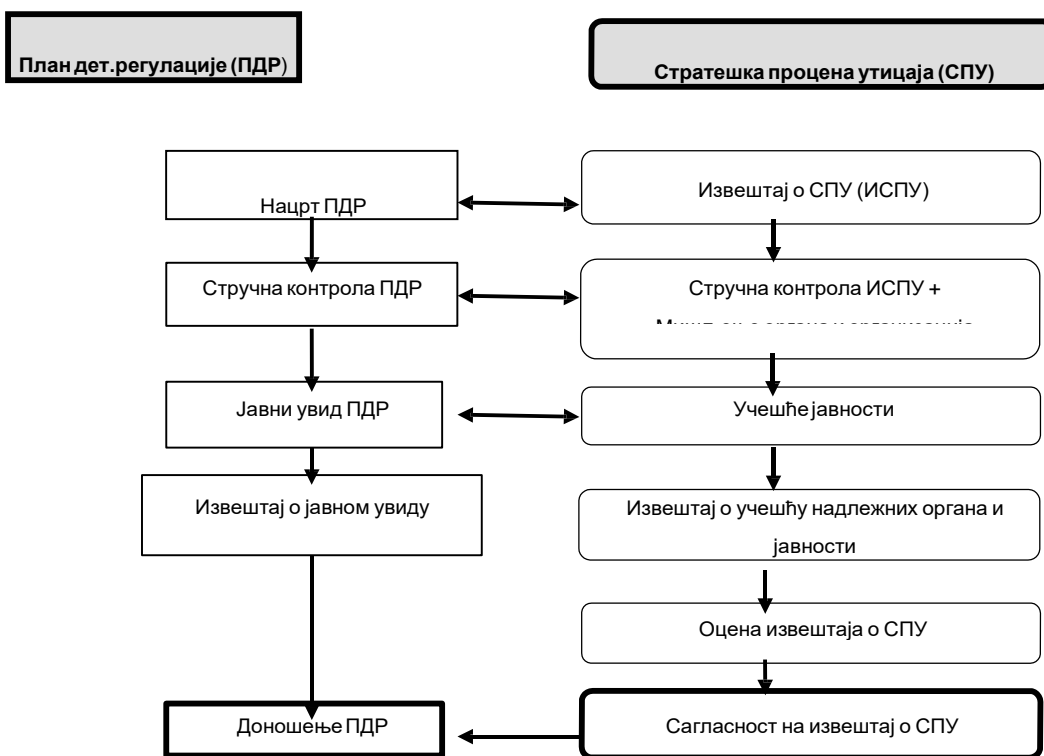 План дет.регулације (ПДР)
Стратешка процена утицаја (СПУ)
Нацрт ПДР
Извештај о СПУ (ИСПУ)
Стручна контрола ПДР
Стручна контрола ИСПУ +
Јавни увид ПДР
Учешће јавности
Извештај о јавном увиду
Извештај о учешћу надлежних органа и
јавности
Оцена извештаја о СПУ
Доношење ПДР
Сагласност на извештај о СПУ